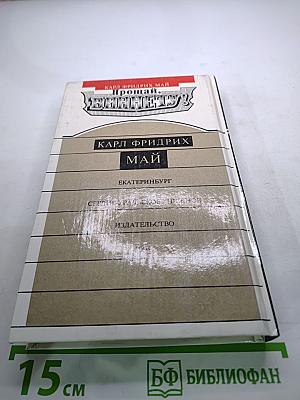 КАРЛ ФРИДРИХ МАЙ
Прощай,
ВИННЕТУ!
КАРЛ ФРИДРИХ
МАЙ
ЕКАТЕРИНБУРГ
ИЗДАТЕЛЬСТВО
15 СМ
БФ БИБЛИОФАН